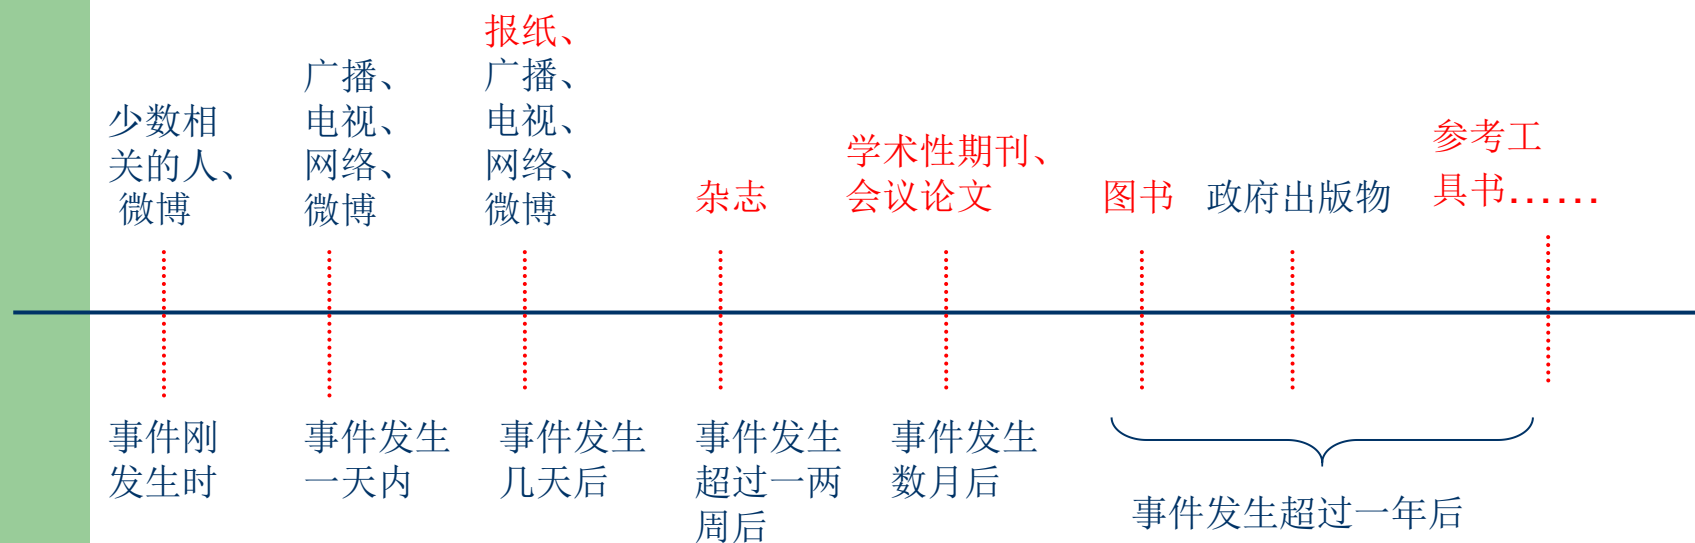 少数相
关的人、
微博
广播、
电视、
网络、
微博
报纸、
广播、
电视、
网络、
微博
杂志
学术性期刊、
会议论文
图书
政府出版物
参考工
具书......
事件刚
发生时
事件发生
一天内
事件发生
几天后
事件发生
超过一两
周后
事件发生
数月后
事件发生超过一年后